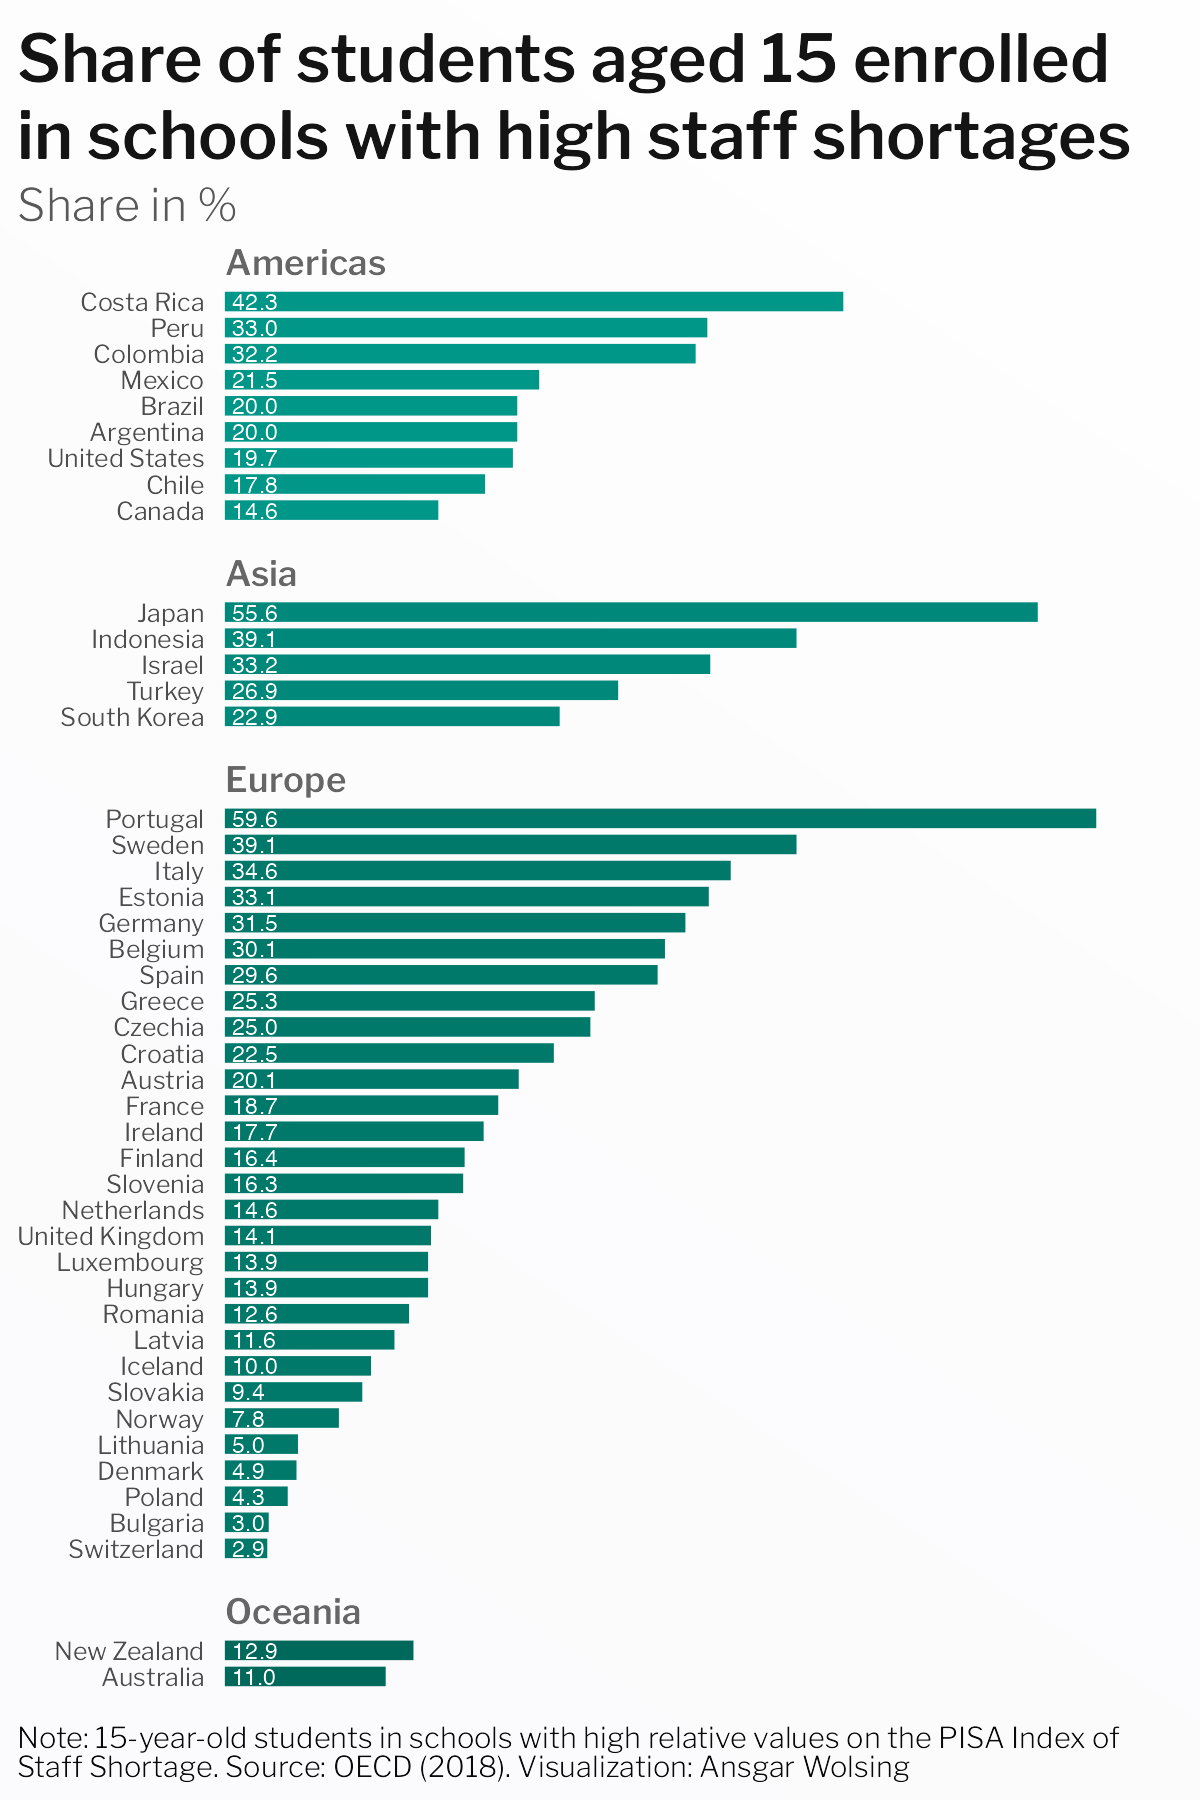 Share of students aged 15 enrolled
in schools with high staff shortages
Share in %
Americas
Costa Rica 42.3
Peru 33.0
Colombia 32.2
Mexico 21.5
Brazil 20.0
Argentina 20.0
United States 19.7
Chile 17.8
Canada 14.6
Asia
Japan 55.6
Indonesia 39.1
Israel 33.2
Turkey 26.9
South Korea 22.9
Europe
Portugal 59.6
Sweden 39.1
Italy 34.6
Estonia 33.1
Germany 31.5
Belgium 30.1
Spain 29.6
Greece 25.3
Czechia 25.0
Croatia 22.5
Austria 20.1
France 18.7
Ireland 17.7
Finland 16.4
Slovenia 16.3
Netherlands 14.6
United Kingdom 14.1
Luxembourg 13.9
Hungary 13.9
Romania 12.6
Latvia 11.6
Iceland 10.0
Slovakia 9.4
Norway 7.8
Lithuania 5.0
Denmark 4.9
Poland 4.3
Bulgaria 3.0
Switzerland 2.9
Oceania
New Zealand 12.9
Australia 11.0
Note: 15-year-old students in schools with high relative values on the PISA Index of
Staff Shortage. Source: OECD (2018). Visualization: Ansgar Wolsing